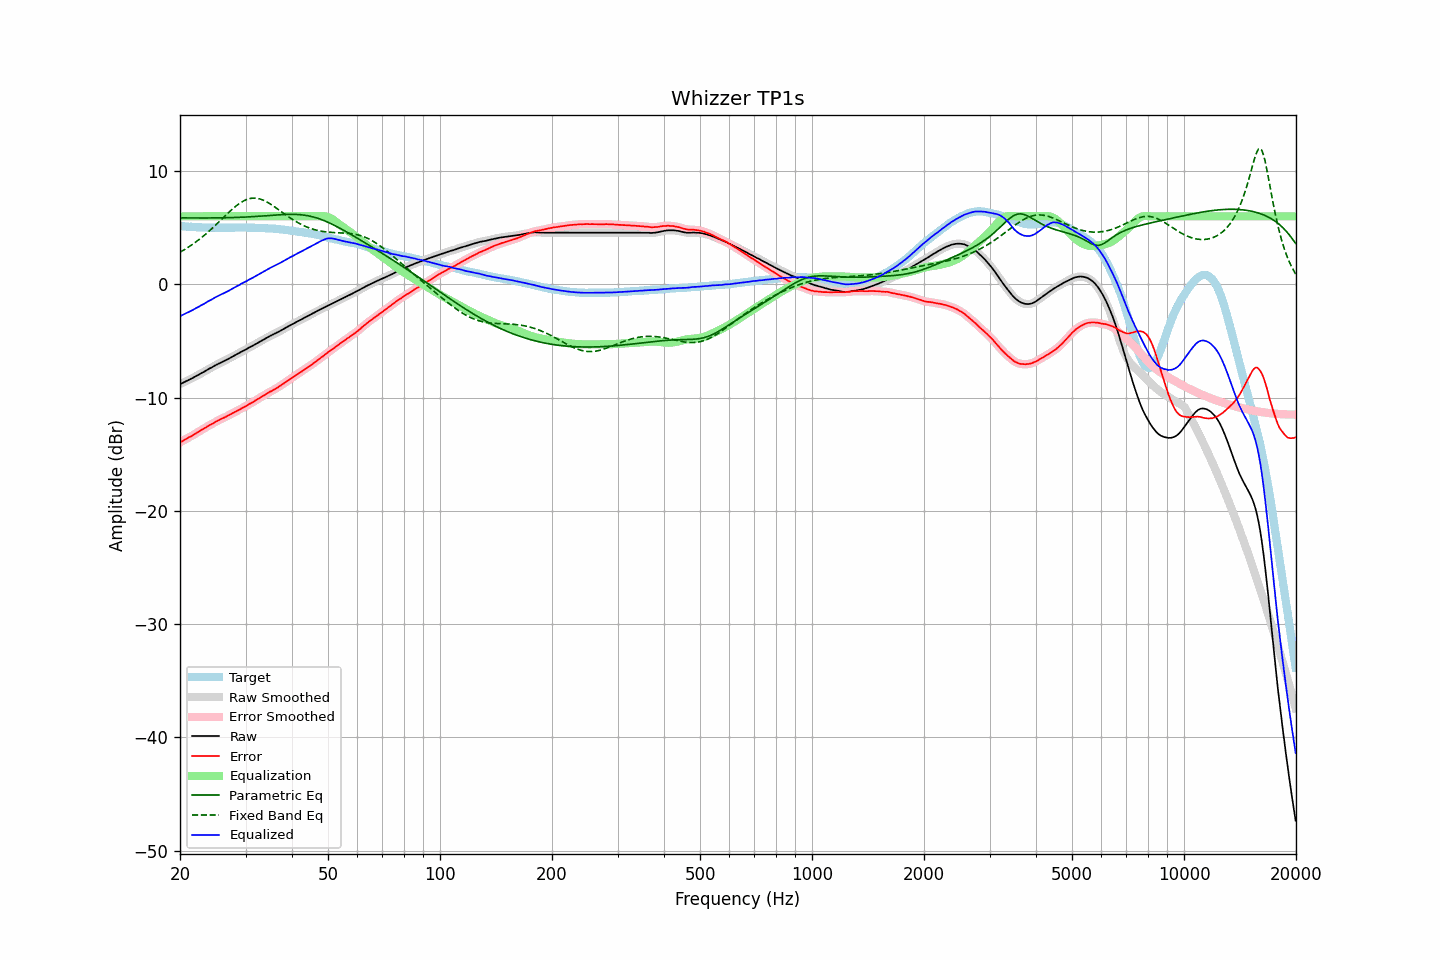 Whizzer TP1s
Amplitude (dBr)
10
0
−10
−20
−30
−40
−50
Target
Raw Smoothed
Error Smoothed
Raw
Error
Equalization
Parametric Eq
Fixed Band Eq
Equalized
20 50 100 200 500 1000 2000 5000 10000 20000
Frequency (Hz)